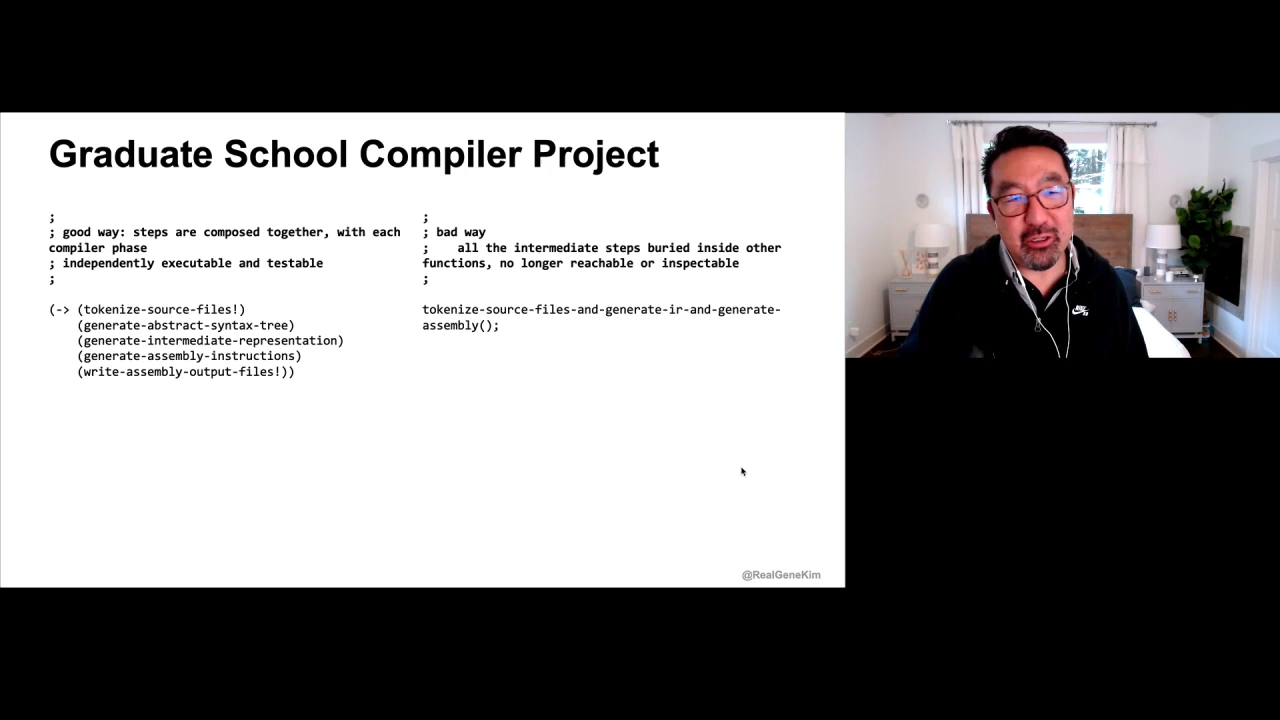 Graduate School Compiler Project
;
; good way: steps are composed together, with each
compiler phase
; independently executable and testable
;
(-> (tokenize-source-files!)
(generate-abstract-syntax-tree)
(generate-intermediate-representation)
(generate-assembly-instructions)
(write-assembly-output-files!))
;
; bad way
;    all the intermediate steps buried inside other
functions, no longer reachable or inspectable
;
tokenize-source-files-and-generate-ir-and-generate-
assembly();
@RealGeneKim